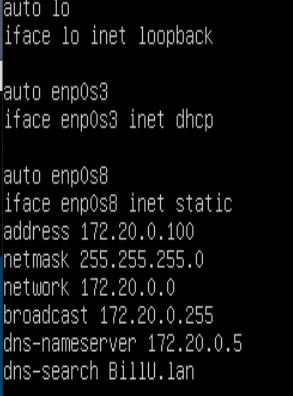 auto lo
iface lo inet loopback
auto enp0s3
iface enp0s3 inet dhcp
auto enp0s8
iface enp0s8 inet static
address 172.20.0.100
netmask 255.255.255.0
network 172.20.0.0
broadcast 172.20.0.255
dns-nameserver 172.20.0.5
dns-search BillU.lan